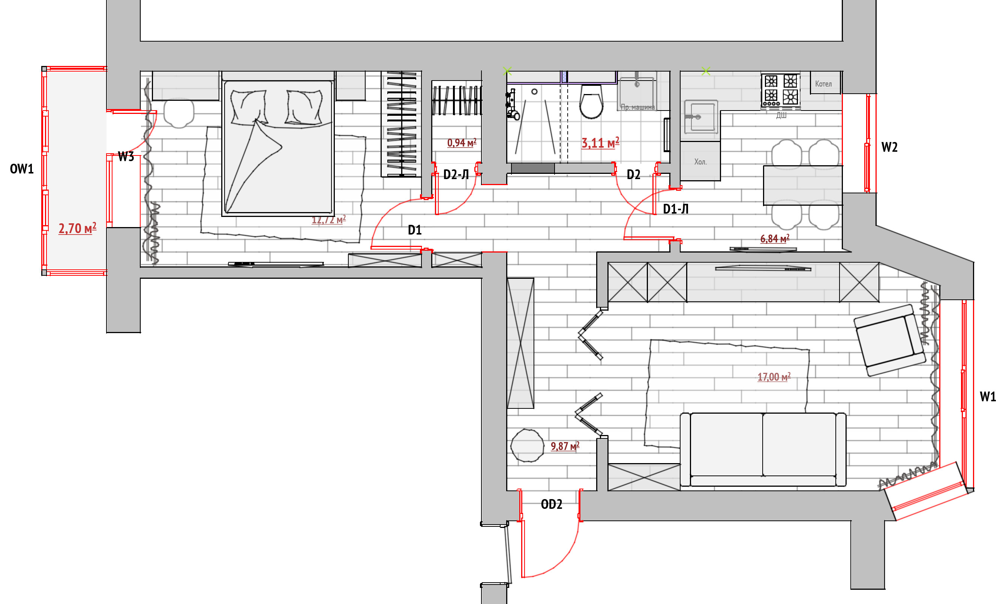 Котел
Пр. машина
ДШ
0,94 м²
3,11 м²
W3
W2
OW1
Хол.
D2-Л
D2
D1-Л
12,72 м²
2,70 м²
D1
6,84 м²
17,00 м²
W1
9,87 м²
OD2